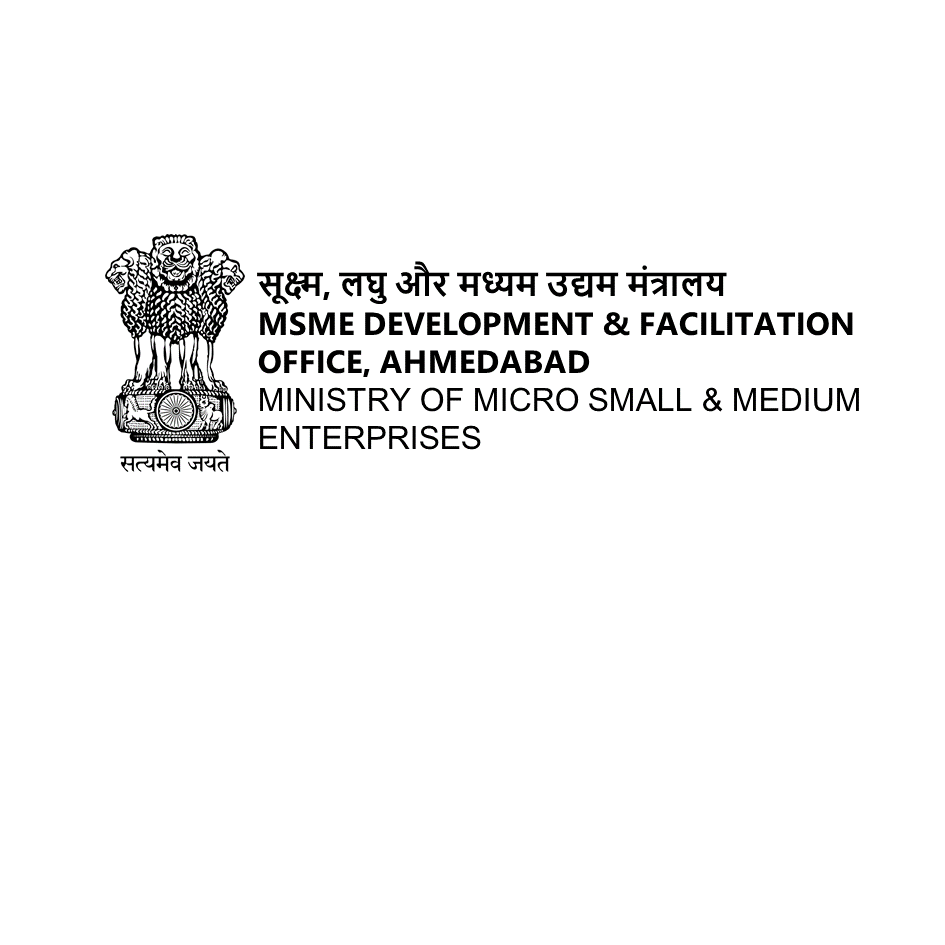 सूक्ष्म, लघु और मध्यम उद्यम मंत्रालय
MSME DEVELOPMENT & FACILITATION
OFFICE, AHMEDABAD
MINISTRY OF MICRO SMALL & MEDIUM
ENTERPRISES
सत्यमेव जयते